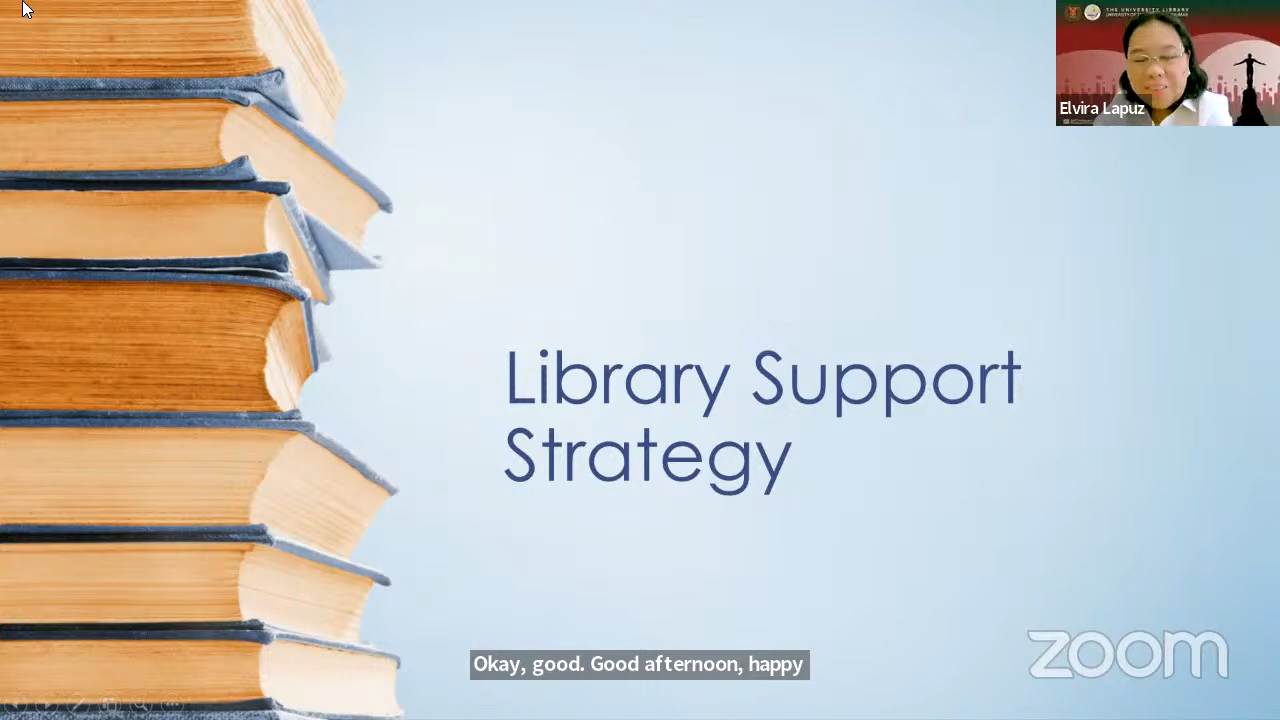 THE UNIVERSITY LIBRARY
Elvira Lapuz
Library Support
Strategy
Okay, good. Good afternoon, happy
zoom